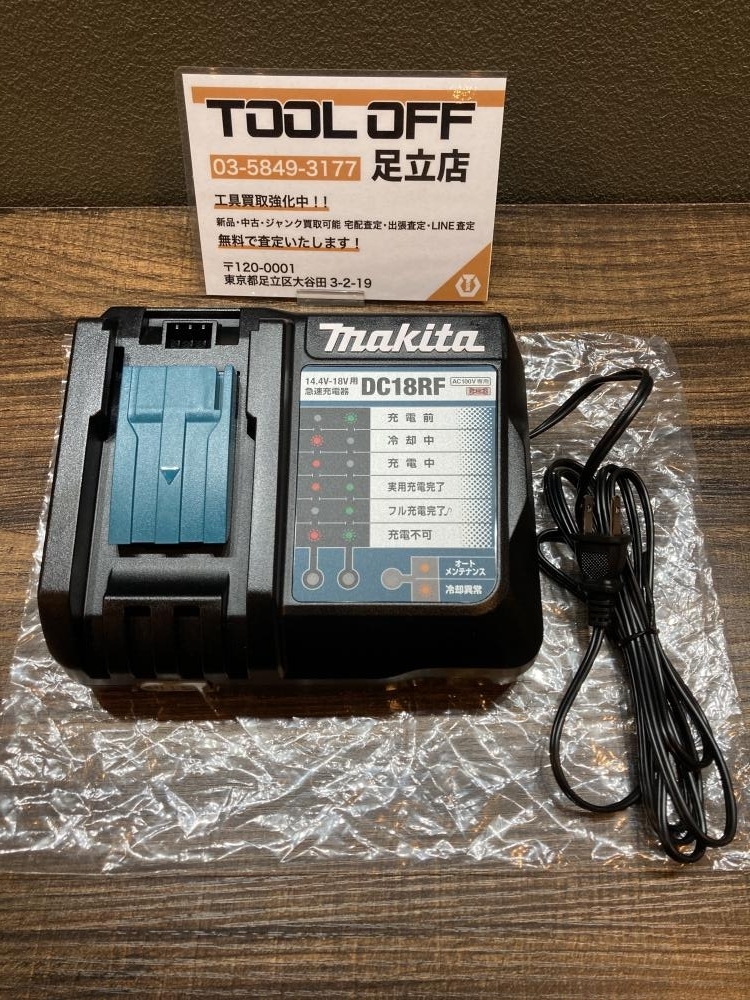 TOOL OFF
03-5849-3177 足立店
工具買取強化中!!
新品・中古・ジャンク買取可能 宅配査定・出張査定・LINE査定
無料で査定いたします!
〒120-0001
東京都足立区大谷田 3-2-19
makita
14.4V-18V用
急速充電器 DC18RF AC100V専用
充電前
冷却中
充電中
実用充電完了
フル充電完了♪
充電不可
オート
メンテナンス
冷却異常